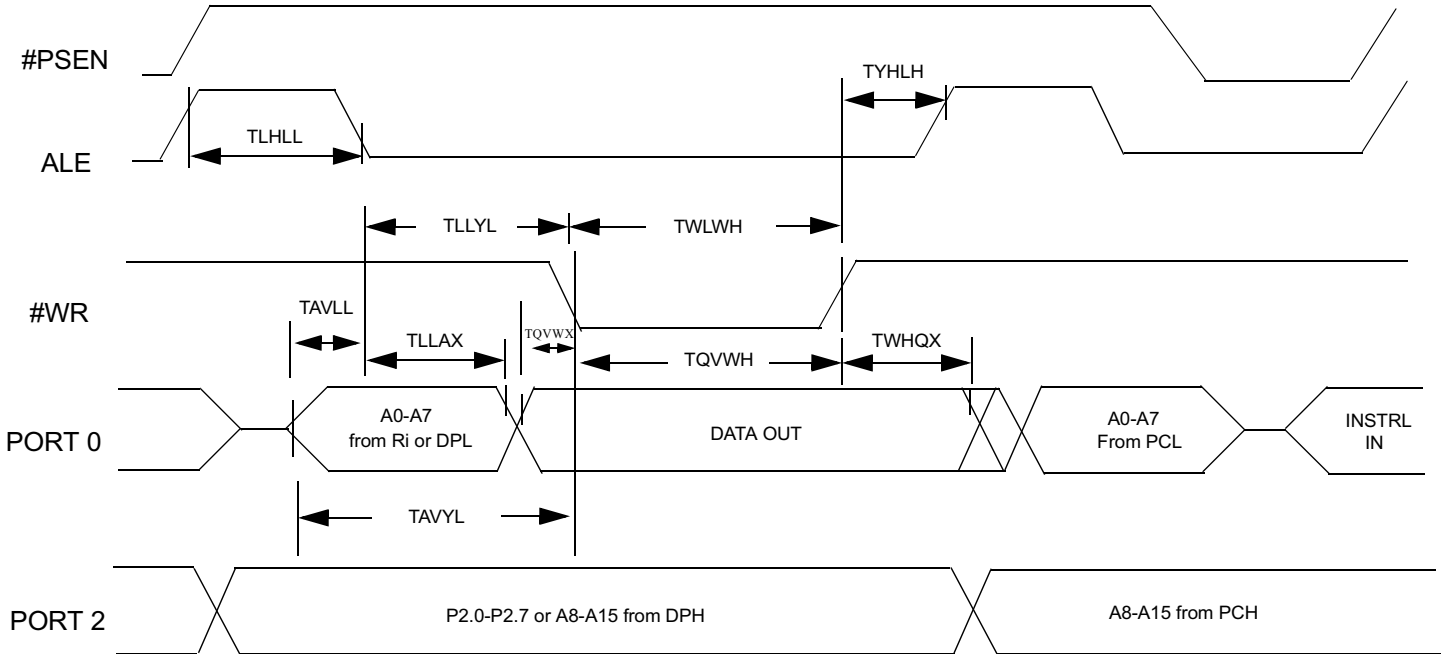 #PSEN
TYHLH
TLHLL
ALE
TLLYL
TWLWH
#WR
TAVLL
TQVWX
TLLAX
TQVWH
TWHQX
PORT 0
A0-A7
from Ri or DPL
DATA OUT
A0-A7
From PCL
INSTRL
IN
TAVYL
PORT 2
P2.0-P2.7 or A8-A15 from DPH
A8-A15 from PCH